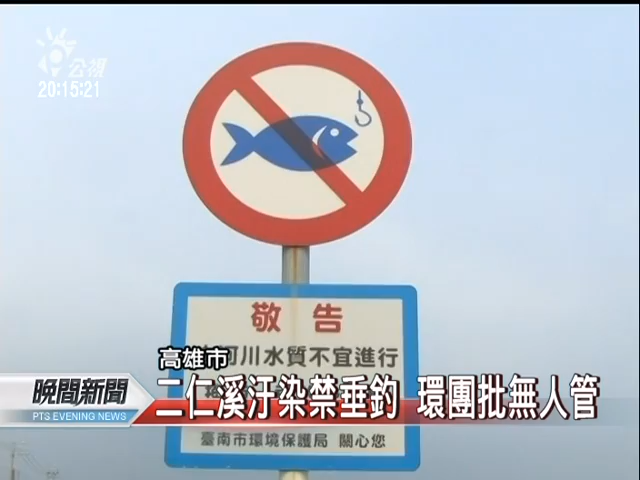 公視
20:15:21
敬告
河川水質不宜進行
高雄市
二仁溪汙染禁垂釣 環團批無人管
晚間新聞
PTS EVENING NEWS
臺南市環境保護局 關心您